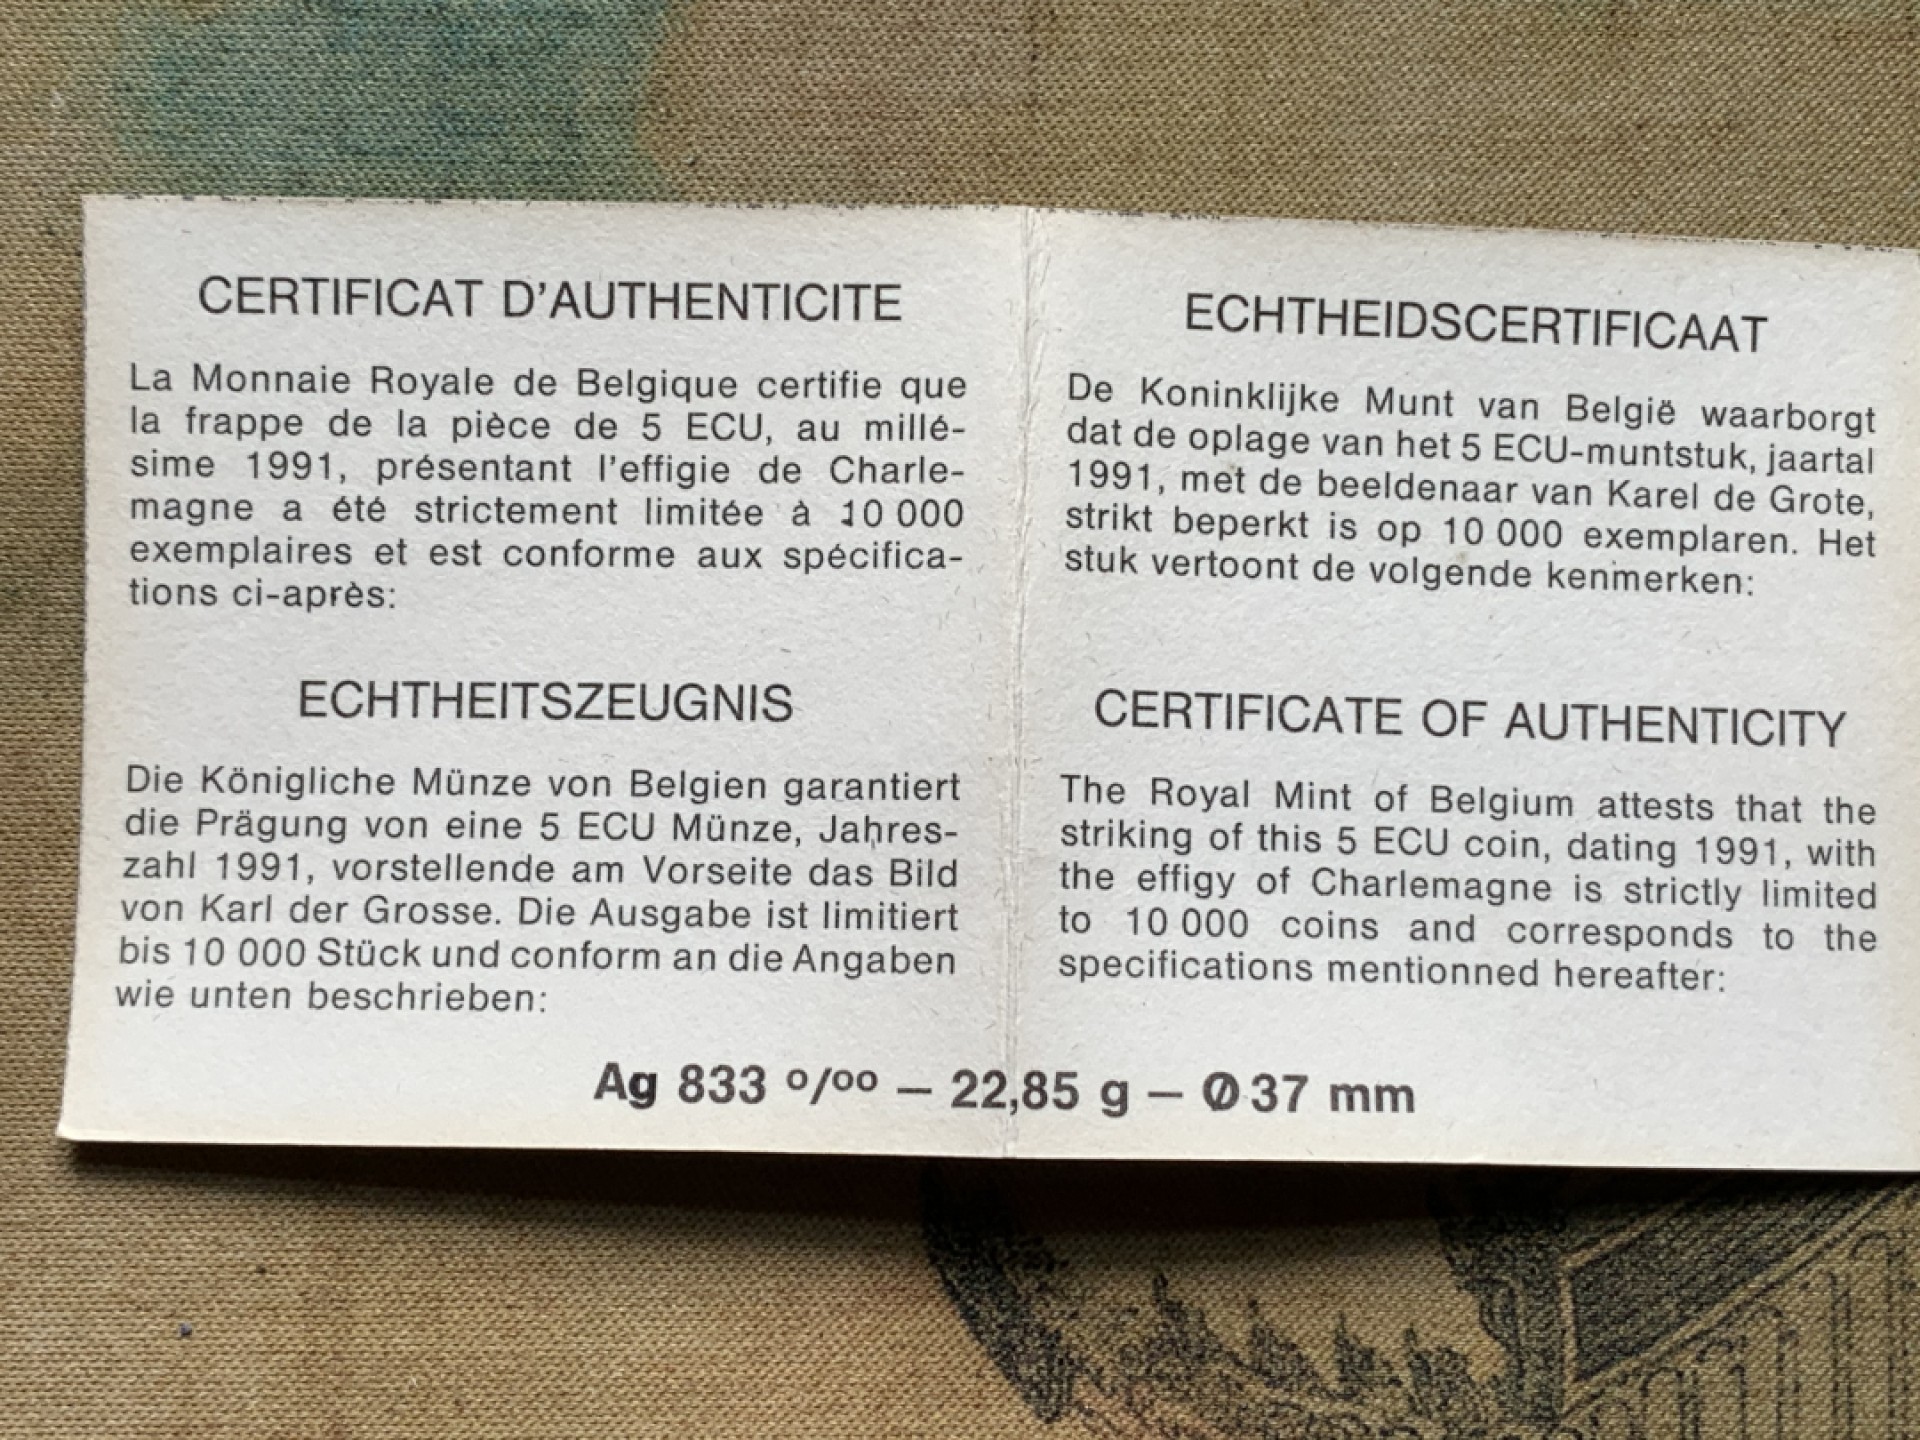 CERTIFICAT D'AUTHENTICITE
La Monnaie Royale de Belgique certifie que
la frappe de la pièce de 5 ECU, au millé-
sime 1991, présentant l'effigie de Charle-
magne a été strictement limitée à 10 000
exemplaires et est conforme aux spécifica-
tions ci-après:
ECHTHEIDSCERTIFICAAT
De Koninklijke Munt van België waarborgt
dat de oplage van het 5 ECU-muntstuk, jaartal
1991, met de beeldenaar van Karel de Grote,
strikt beperkt is op 10 000 exemplaren. Het
stuk vertoont de volgende kenmerken:
ECHTHEITSZEUGNIS
Die Königliche Münze von Belgien garantiert
die Prägung von eine 5 ECU Münze, Jahres-
zahl 1991, vorstellende am Vorseite das Bild
von Karl der Grosse. Die Ausgabe ist limitiert
bis 10 000 Stück und conform an die Angaben
wie unten beschrieben:
CERTIFICATE OF AUTHENTICITY
The Royal Mint of Belgium attests that the
striking of this 5 ECU coin, dating 1991, with
the effigy of Charlemagne is strictly limited
to 10 000 coins and corresponds to the
specifications mentionned hereafter:
Ag 833 º/ºº — 22,85 g — Ø 37 mm